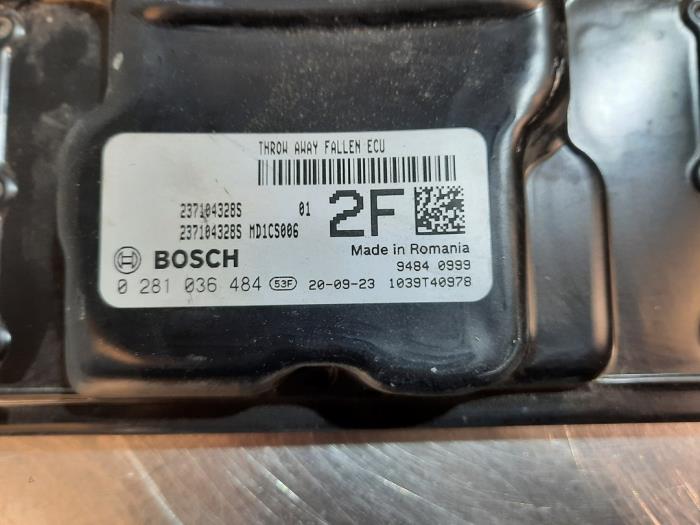 THROW AWAY FALLEN ECU
237104328S 01
237104328S MD1CS006
2F
BOSCH
Made in Romania
9484 0999
0 281 036 484 53F 20-09-23 1039T40978